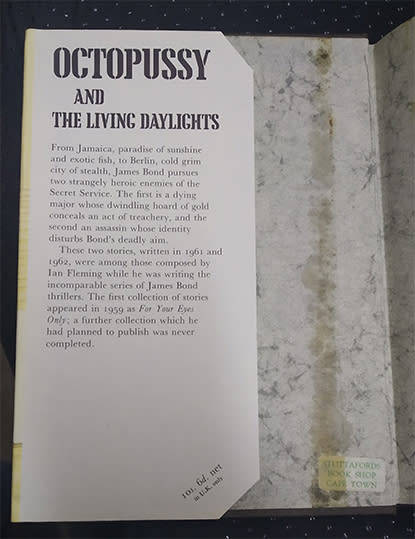 OCTOPUSSY
AND
THE LIVING DAYLIGHTS
From Jamaica, paradise of sunshine
and exotic fish, to Berlin, cold grim
city of stealth, James Bond pursues
two strangely heroic enemies of the
Secret Service. The first is a dying
major whose dwindling hoard of gold
conceals an act of treachery, and the
second an assassin whose identity
disturbs Bond's deadly aim.
These two stories, written in 1961 and
1962, were among those composed by
Ian Fleming while he was writing the
incomparable series of James Bond
thrillers. The first collection of stories
appeared in 1959 as For Your Eyes
Only; a further collection which he
had planned to publish was never
completed.
10s. 6d. net
in U.K. only
STUTTAFORDS
BOOK SHOP
CAPE TOWN